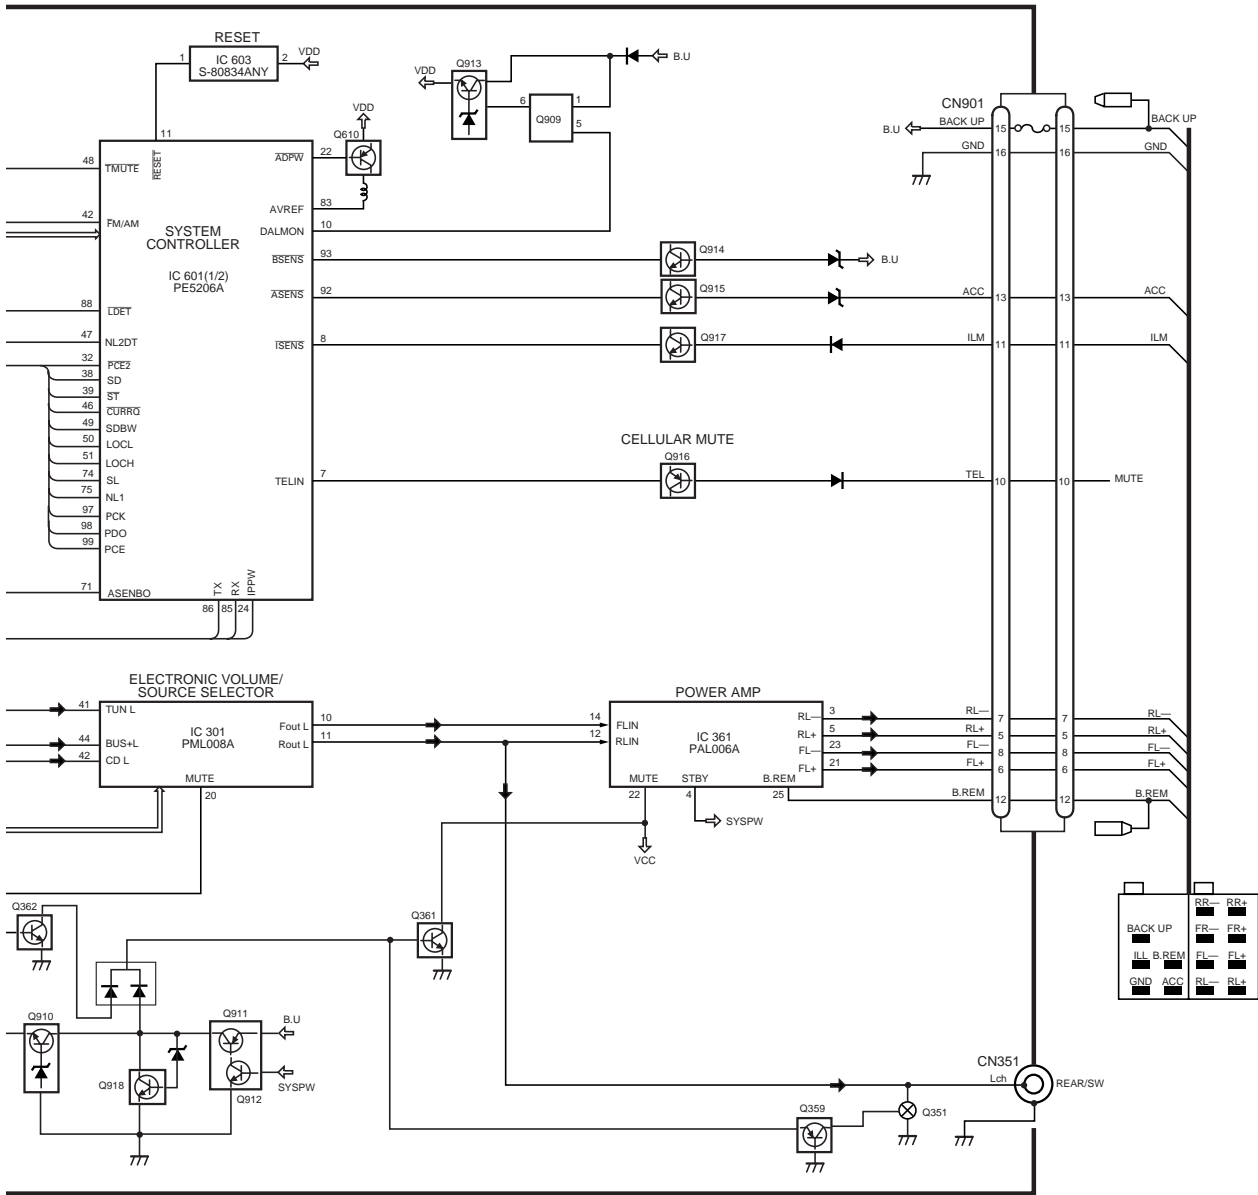 RESET
IC 603
S-80834ANY
1
2
VDD
VDD
Q913
6
Q909
1
5
B.U
CN901
BACK UP
B.U
15
15
BACK UP
GND
16
16
GND
11
RESET
VDD
Q610
48
TMUTE
ADPW
22
42
FM/AM
AVREF
83
SYSTEM
CONTROLLER
DALMON
10
IC 601(1/2)
PE5206A
BSENS
93
Q914
B.U
ASENS
92
Q915
ACC
13
13
ACC
88
LDET
47
NL2DT
ISENS
8
Q917
ILM
11
11
ILM
32
PCE2
38
SD
39
ST
46
CURRQ
49
SDBW
50
LOCL
51
LOCH
74
SL
75
NL1
97
PCK
98
PDO
99
PCE
CELLULAR MUTE
Q916
TELIN
7
TEL
10
10
MUTE
71
ASENBO
TX
RX
IPPW
86
85
24
ELECTRONIC VOLUME/
SOURCE SELECTOR
41
TUN L
44
BUS+L
42
CD L
IC 301
PML008A
Fout L
10
Rout L
11
MUTE
20
POWER AMP
14
FLIN
12
RLIN
IC 361
PAL006A
RL—
3
RL+
5
FL—
23
FL+
21
MUTE
STBY
B.REM
22
4
25
SYSPW
VCC
RL—
7
7
RL—
RL+
5
5
RL+
FL—
8
8
FL—
FL+
6
6
FL+
B.REM
12
12
B.REM
Q362
Q361
Q910
Q918
Q911
B.U
SYSPW
Q912
RR— RR+
BACK UP FR— FR+
ILL B.REM FL— FL+
GND ACC RL— RL+
CN351
Lch
REAR/SW
Q359
Q351